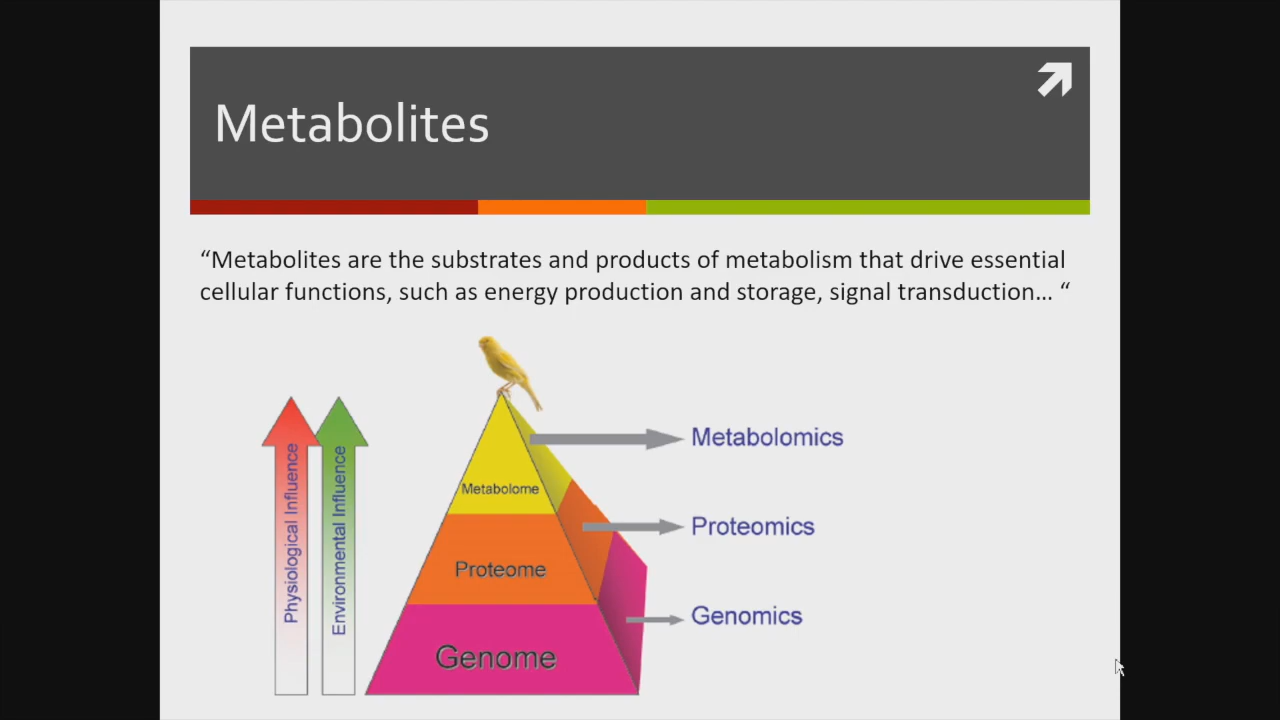 Metabolites
“Metabolites are the substrates and products of metabolism that drive essential
cellular functions, such as energy production and storage, signal transduction… “
Physiological Influence
Environmental Influence
Metabolome
Proteome
Genome
Metabolomics
Proteomics
Genomics